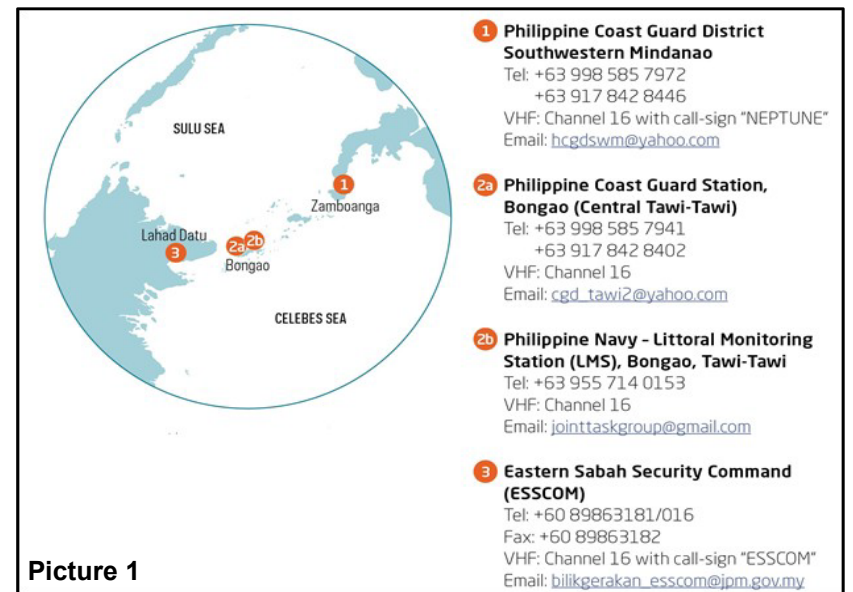 SULU SEA
1
Zamboanga
Lahad Datu
3
2a
2b
Bongao
CELEBES SEA
1 Philippine Coast Guard District
Southwestern Mindanao
Tel: +63 998 585 7972
+63 917 842 8446
VHF: Channel 16 with call-sign "NEPTUNE"
Email: hcgdswm@yahoo.com
2a Philippine Coast Guard Station,
Bongao (Central Tawi-Tawi)
Tel: +63 998 585 7941
+63 917 842 8402
VHF: Channel 16
Email: cgd_tawi2@yahoo.com
2b Philippine Navy – Littoral Monitoring
Station (LMS), Bongao, Tawi-Tawi
Tel: +63 955 714 0153
VHF: Channel 16
Email: jointtaskgroup@gmail.com
3 Eastern Sabah Security Command
(ESSCOM)
Tel: +60 89863181/016
Fax: +60 89863182
VHF: Channel 16 with call-sign "ESSCOM"
Email: bilikgerakan_esscom@jpm.gov.my
Picture 1